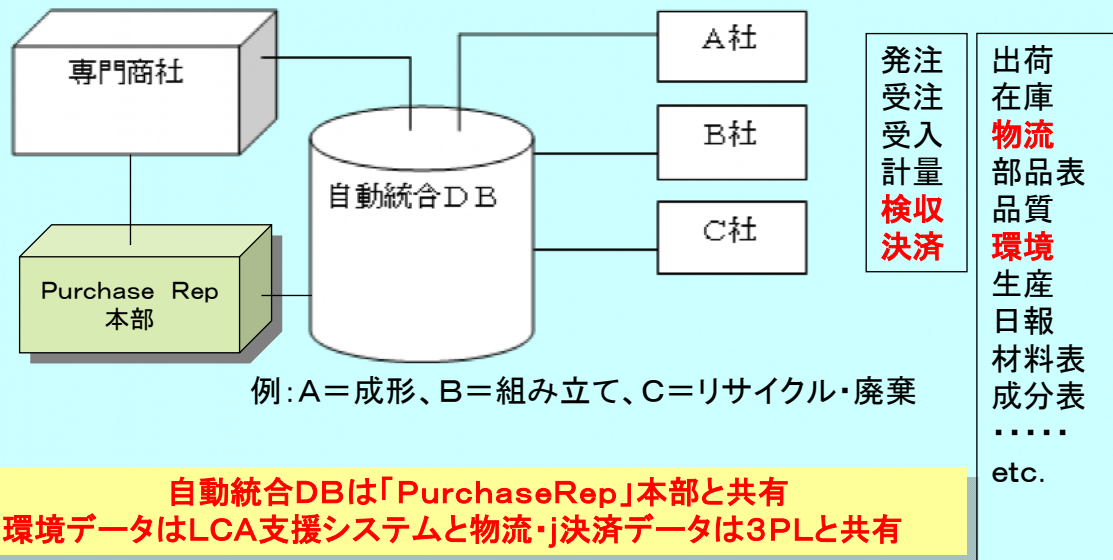 専門商社
Purchase Rep
本部
自動統合DB
A社
B社
C社
発注
受注
受入
計量
検収
決済
出荷
在庫
物流
部品表
品質
環境
生産
日報
材料表
成分表
・・・・・
etc.
例:A=成形、B=組み立て、C=リサイクル・廃棄
自動統合DBは「PurchaseRep」本部と共有
環境データはLCA支援システムと物流・j決済データは3PLと共有